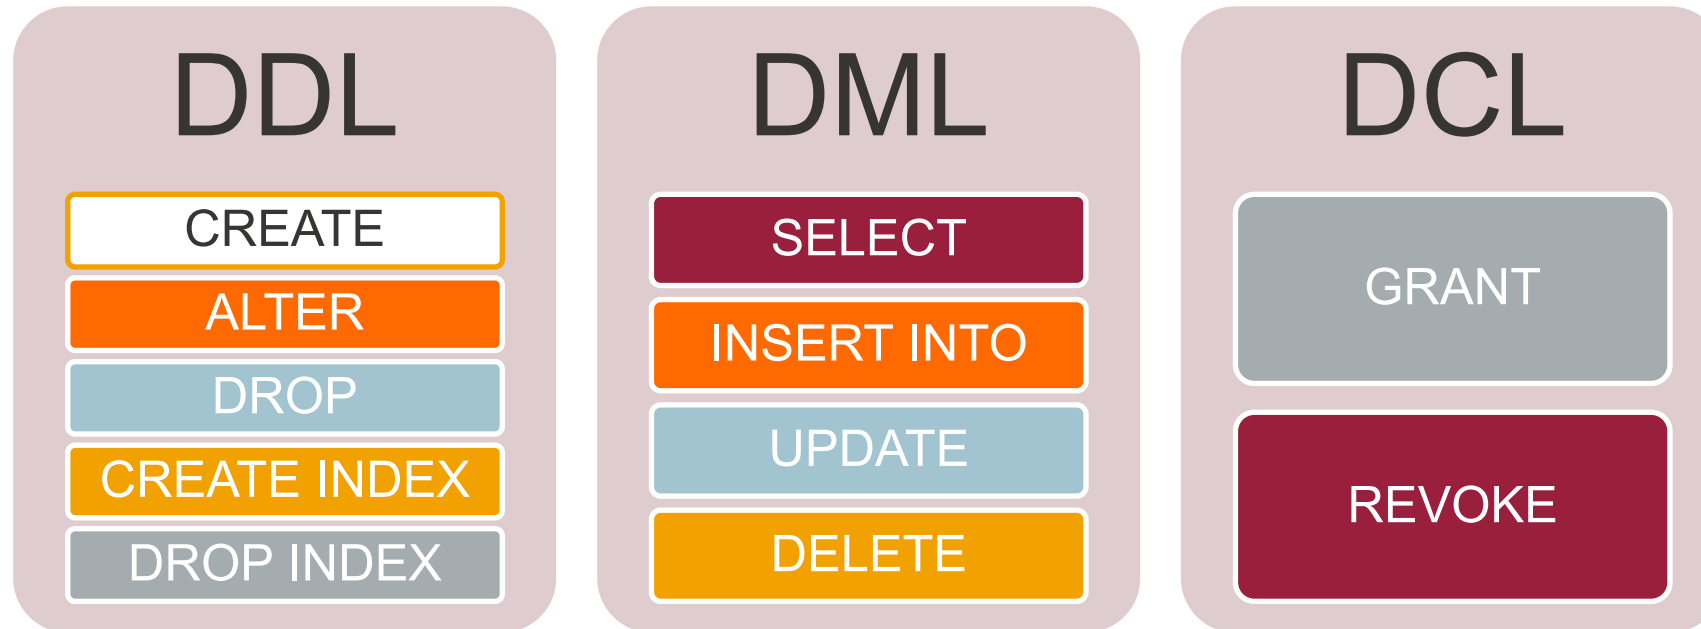 DDL
CREATE
ALTER
DROP
CREATE INDEX
DROP INDEX
DML
SELECT
INSERT INTO
UPDATE
DELETE
DCL
GRANT
REVOKE